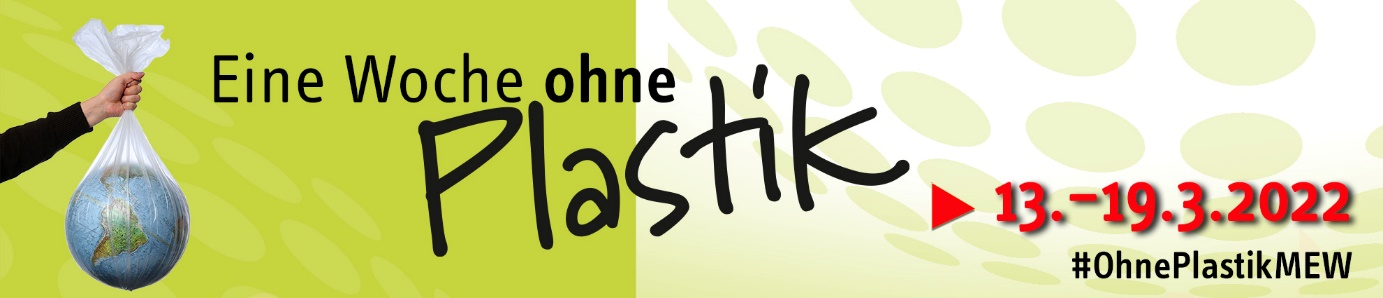 Eine Woche ohne
Plastik
13.–19.3.2022
#OhnePlastikMEW